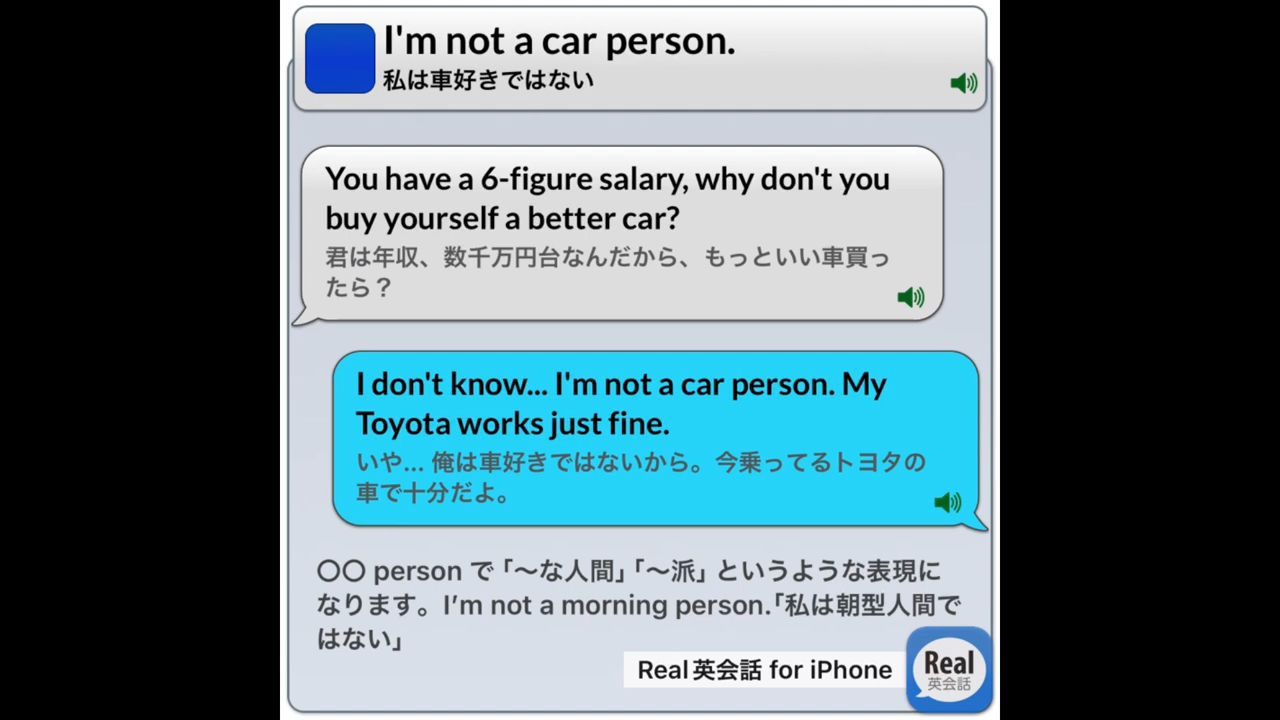 I'm not a car person.
私は車好きではない
You have a 6-figure salary, why don't you
buy yourself a better car?
君は年収、数千万円台なんだから、もっといい車買っ
たら？
I don't know... I'm not a car person. My
Toyota works just fine.
いや... 俺は車好きではないから。今乗ってるトヨタの
車で十分だよ。
〇〇 person で「〜な人間」「〜派」というような表現に
なります。I'm not a morning person.「私は朝型人間で
はない」
Real英会話 for iPhone
Real
英会話